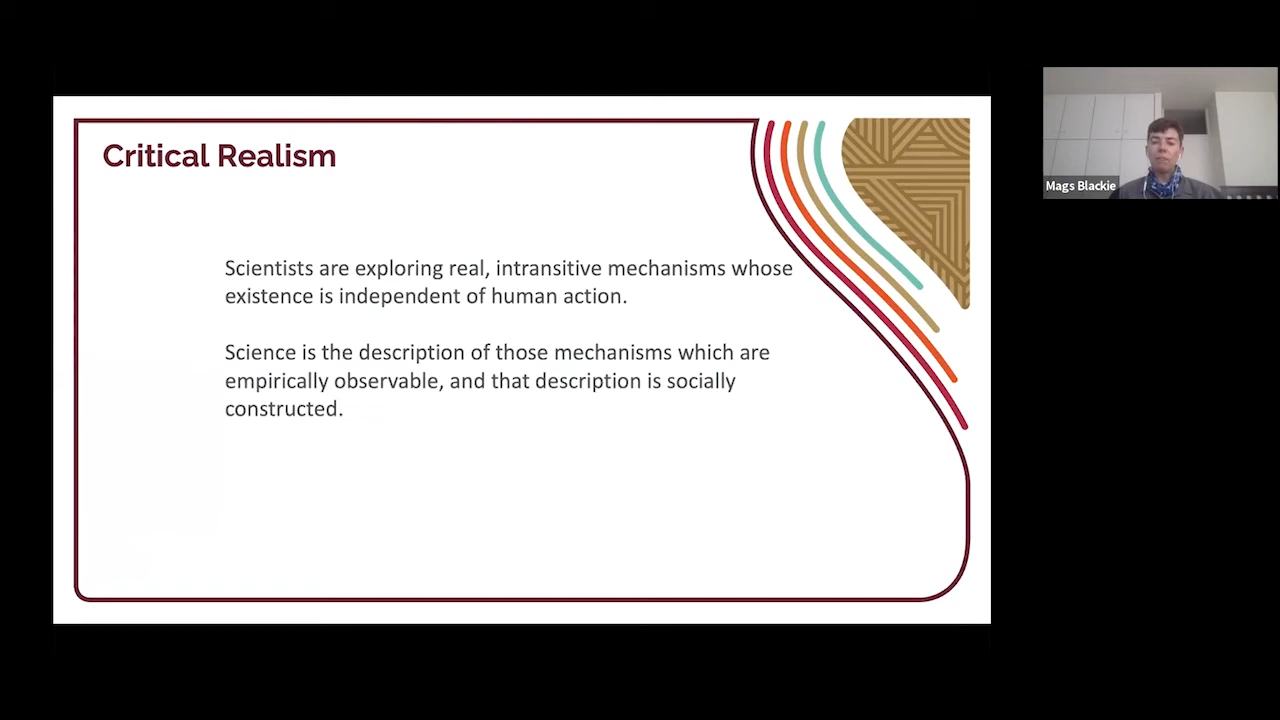 Critical Realism
Scientists are exploring real, intransitive mechanisms whose
existence is independent of human action.
Science is the description of those mechanisms which are
empirically observable, and that description is socially
constructed.
Mags Blackie